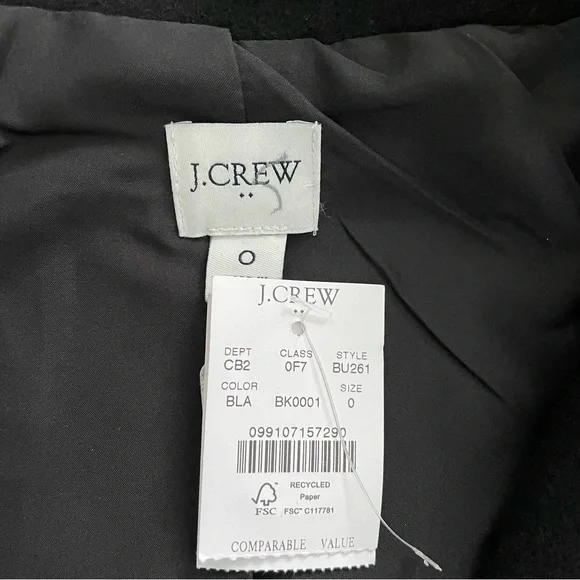 J.CREW
0
J.CREW
DEPT CLASS STYLE
CB2 0F7 BU261
COLOR SIZE
BLA BK0001 0
099107157290
RECYCLED
Paper
FSC FSC™ C117781
COMPARABLE VALUE